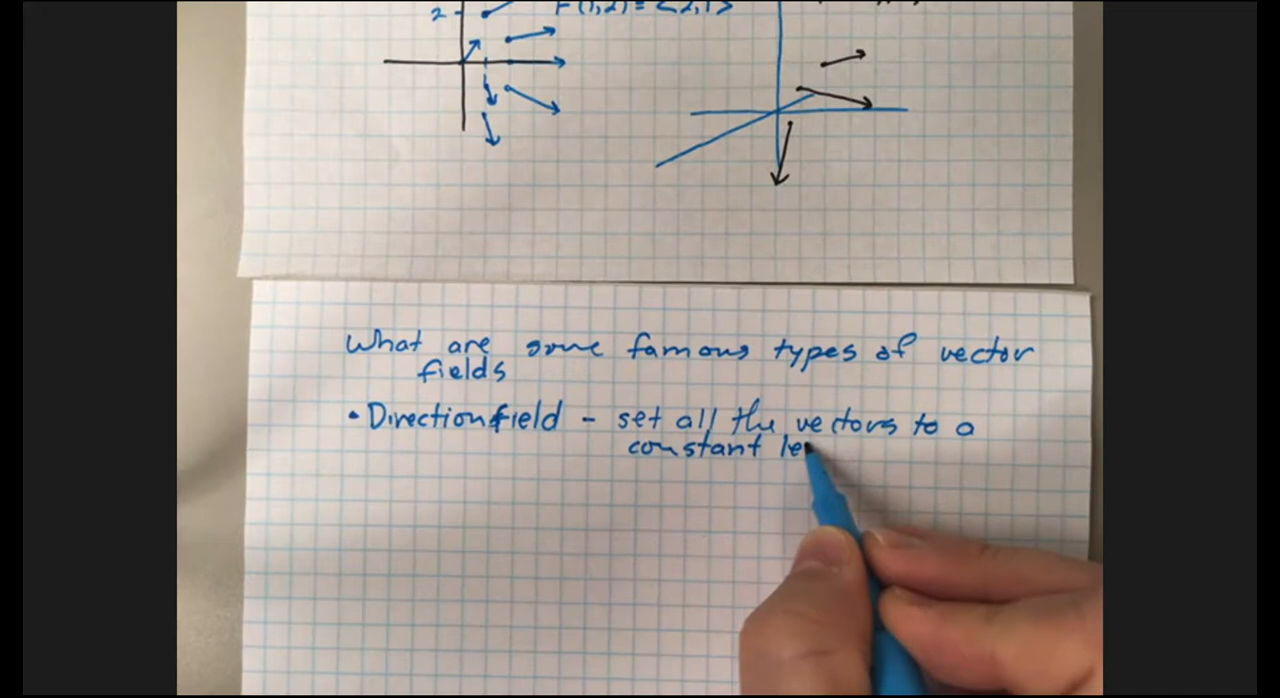 2
F(1,2) = <2,1>
What are some famous types of vector
fields
• Direction field - set all the vectors to a
constant le